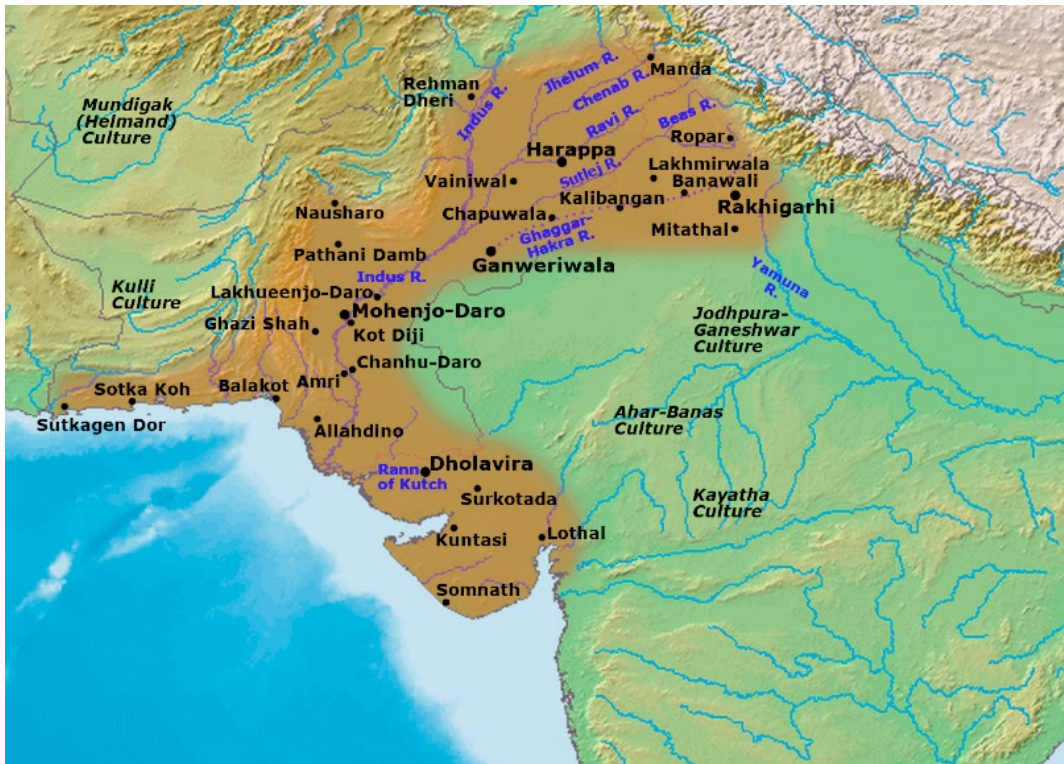 Jhelum R.
Manda
Rehman
Dheri
Indus R.
Chenab R.
Mundigak
(Helmand)
Culture
Ravi R.
Beas R.
Ropar
Harappa
Sutlej R.
Lakhmirwala
Vainiwal
Banawali
Kalibangan
Rakhigarhi
Nausharo
Chapuwala
Ghaggar-
Hakra R.
Mitathal
Pathani Damb
Ganweriwala
Indus R.
Yamuna
R.
Kulli
Culture
Lakhueenjo-Daro
Mohenjo-Daro
Ghazi Shah
Kot Diji
Jodhpura-
Ganeshwar
Culture
Chanhu-Daro
Sotka Koh
Balakot
Amri
Sutkagen Dor
Allahdino
Ahar-Banas
Culture
Rann
of Kutch
Dholavira
Surkotada
Kayatha
Culture
Kuntasi
Lothal
Somnath